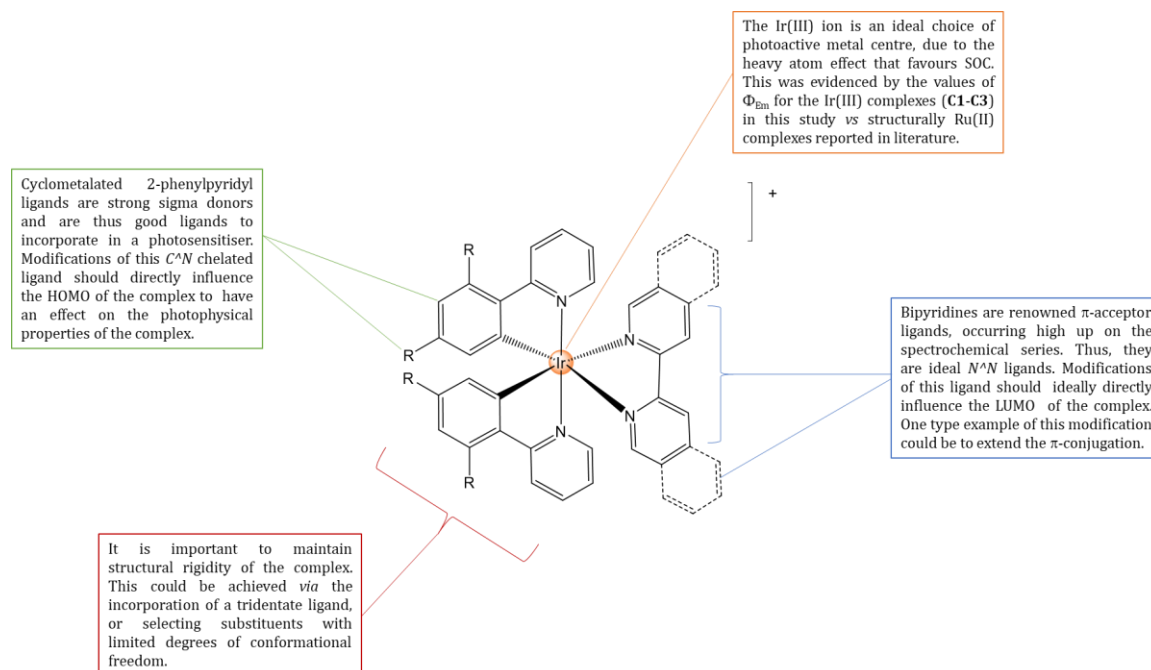 The Ir(III) ion is an ideal choice of
photoactive metal centre, due to the
heavy atom effect that favours SOC.
This was evidenced by the values of
ΦEm for the Ir(III) complexes (C1-C3)
in this study vs structurally Ru(II)
complexes reported in literature.
Cyclometalated 2-phenylpyridyl
ligands are strong sigma donors
and are thus good ligands to
incorporate in a photosensitiser.
Modifications of this C^N chelated
ligand should directly influence
the HOMO of the complex to have
an effect on the photophysical
properties of the complex.
+
R
N
R
N
Ir
R
N
N
R
Bipyridines are renowned π-acceptor
ligands, occurring high up on the
spectrochemical series. Thus, they
are ideal N^N ligands. Modifications
of this ligand should ideally directly
influence the LUMO of the complex.
One type example of this modification
could be to extend the π-conjugation.
It is important to maintain
structural rigidity of the complex.
This could be achieved via the
incorporation of a tridentate ligand,
or selecting substituents with
limited degrees of conformational
freedom.